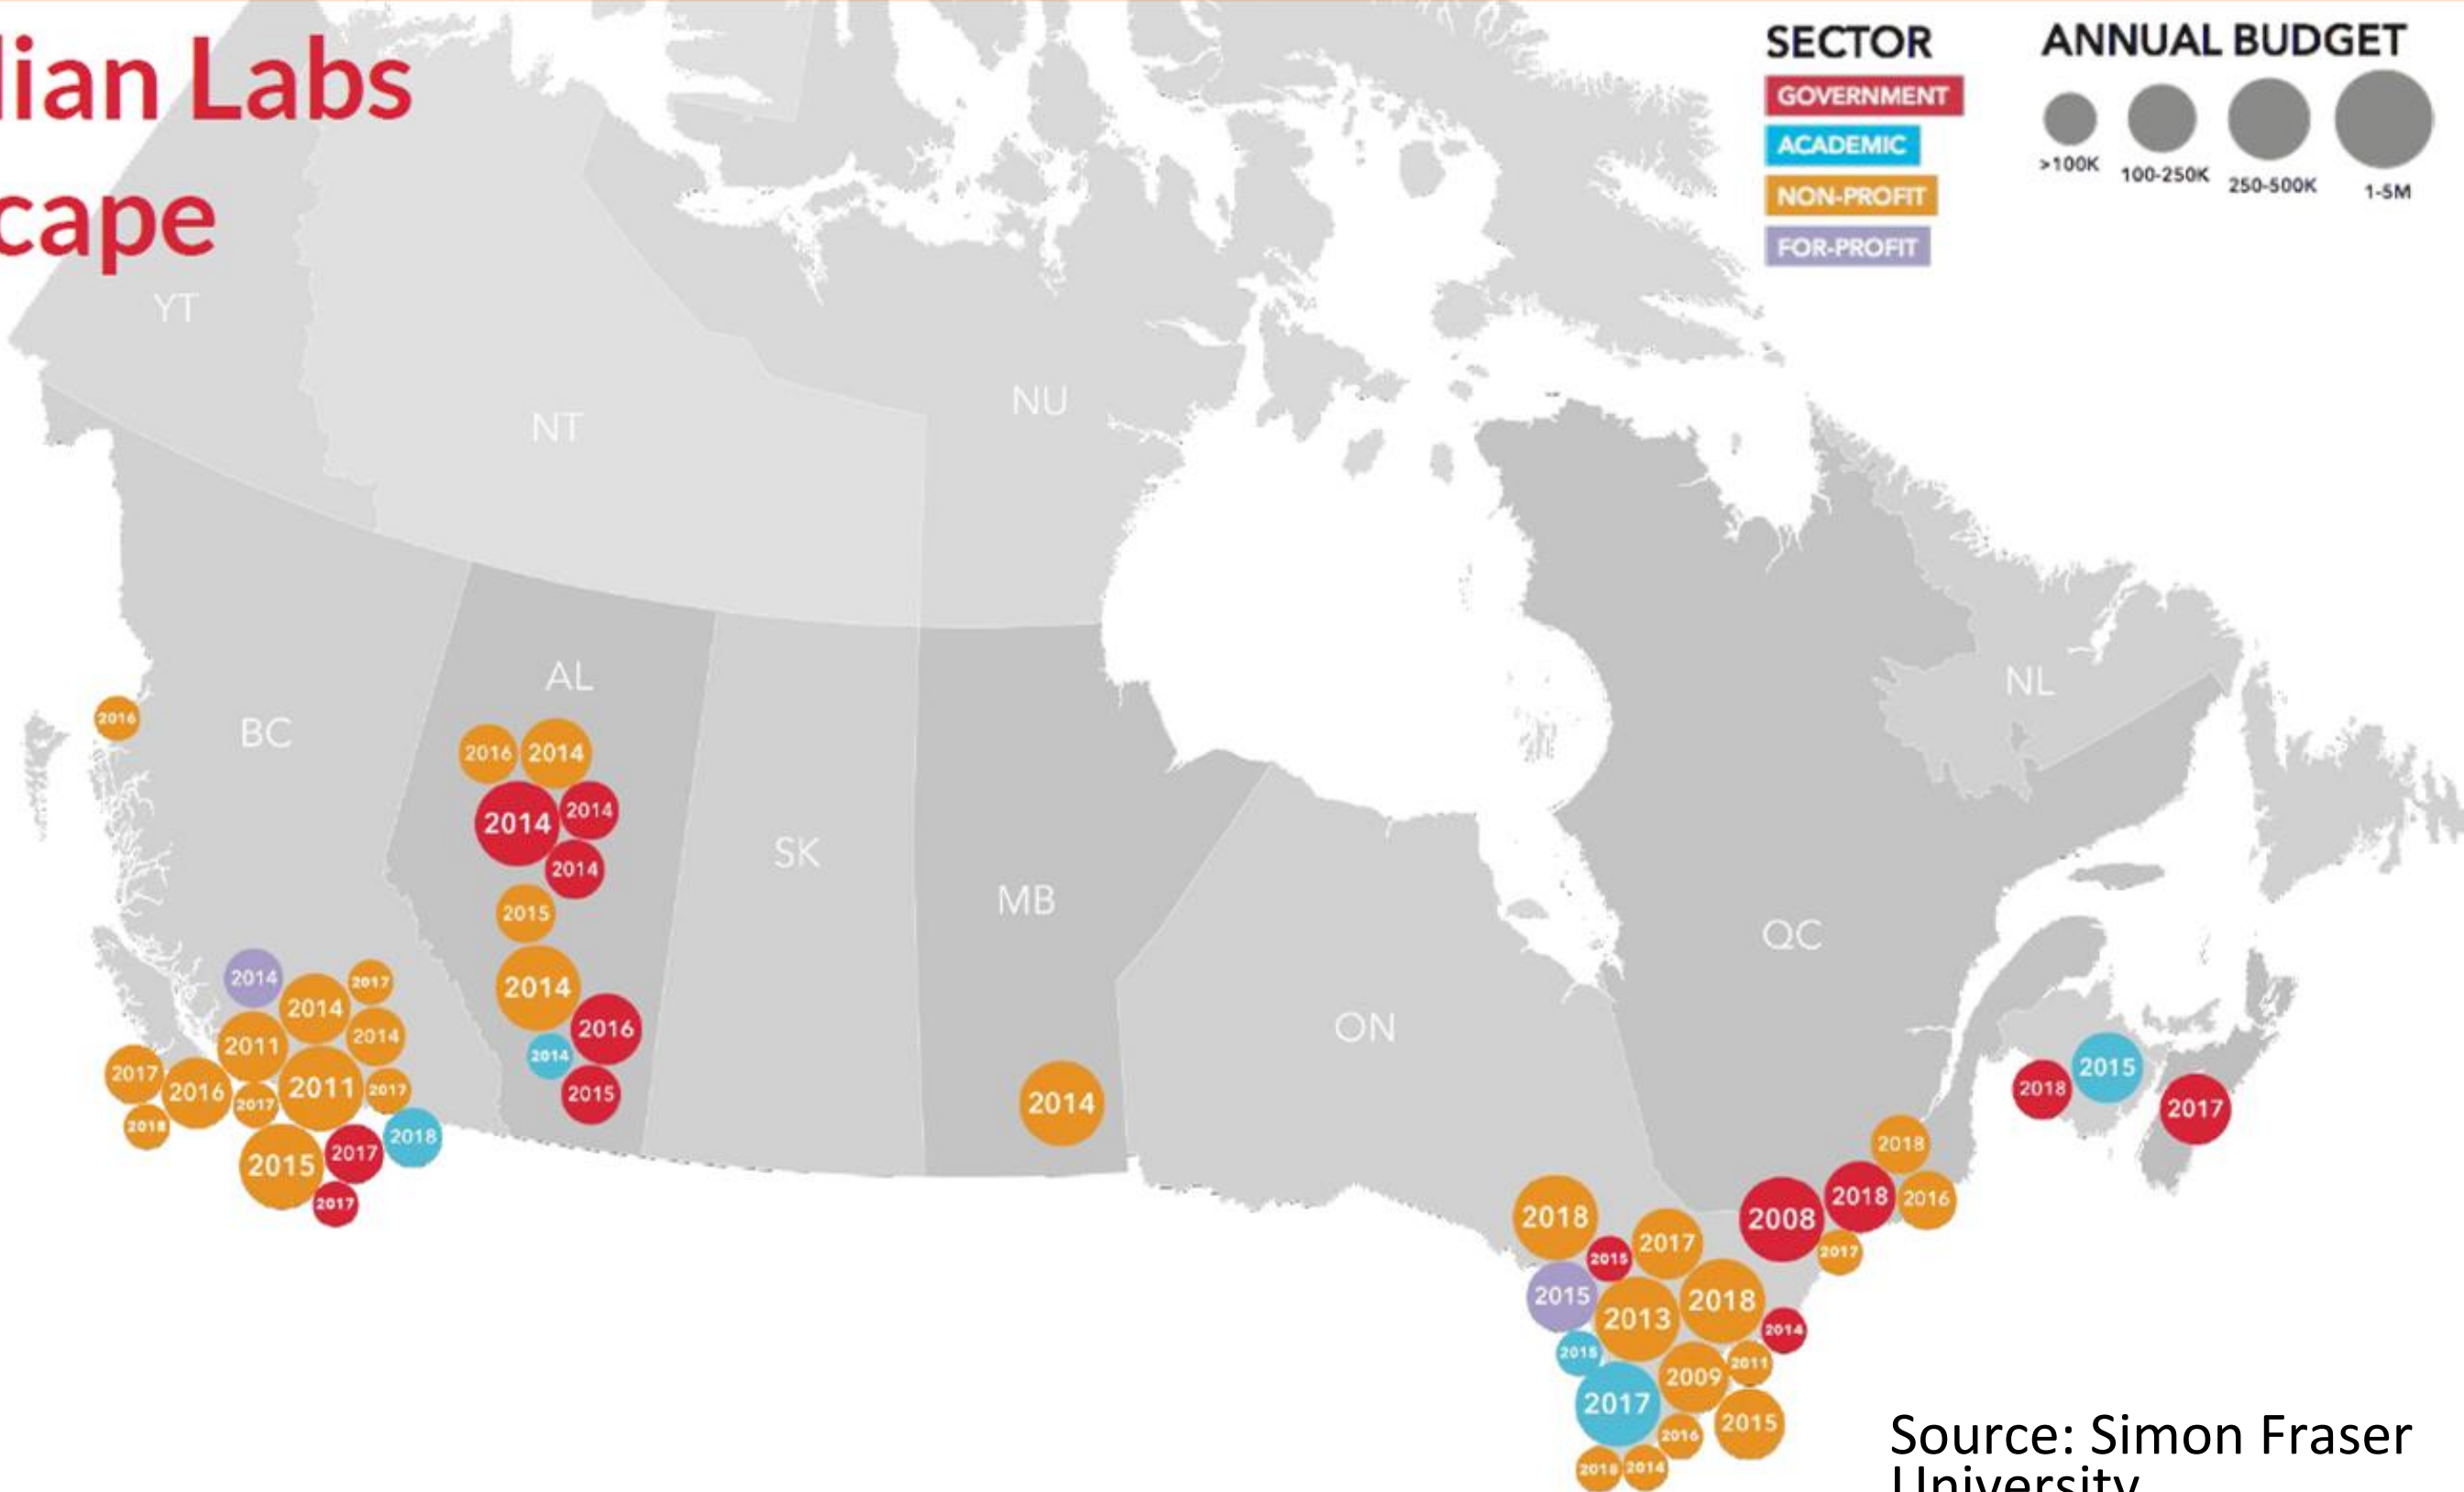 lian Labs
cape
SECTOR
GOVERNMENT
ACADEMIC
NON-PROFIT
FOR-PROFIT
ANNUAL BUDGET
>100K
100-250K
250-500K
1-5M
YT
NT
NU
BC
AL
SK
MB
ON
QC
NL
2016
2016
2014
2014
2014
2014
2015
2014
2016
2014
2015
2014
2017
2014
2014
2011
2017
2016
2017
2011
2017
2018
2015
2017
2018
2017
2014
2018
2015
2017
2018
2018
2016
2008
2017
2018
2015
2017
2015
2013
2018
2014
2015
2011
2009
2017
2015
2016
2018
2014
Source: Simon Fraser
University